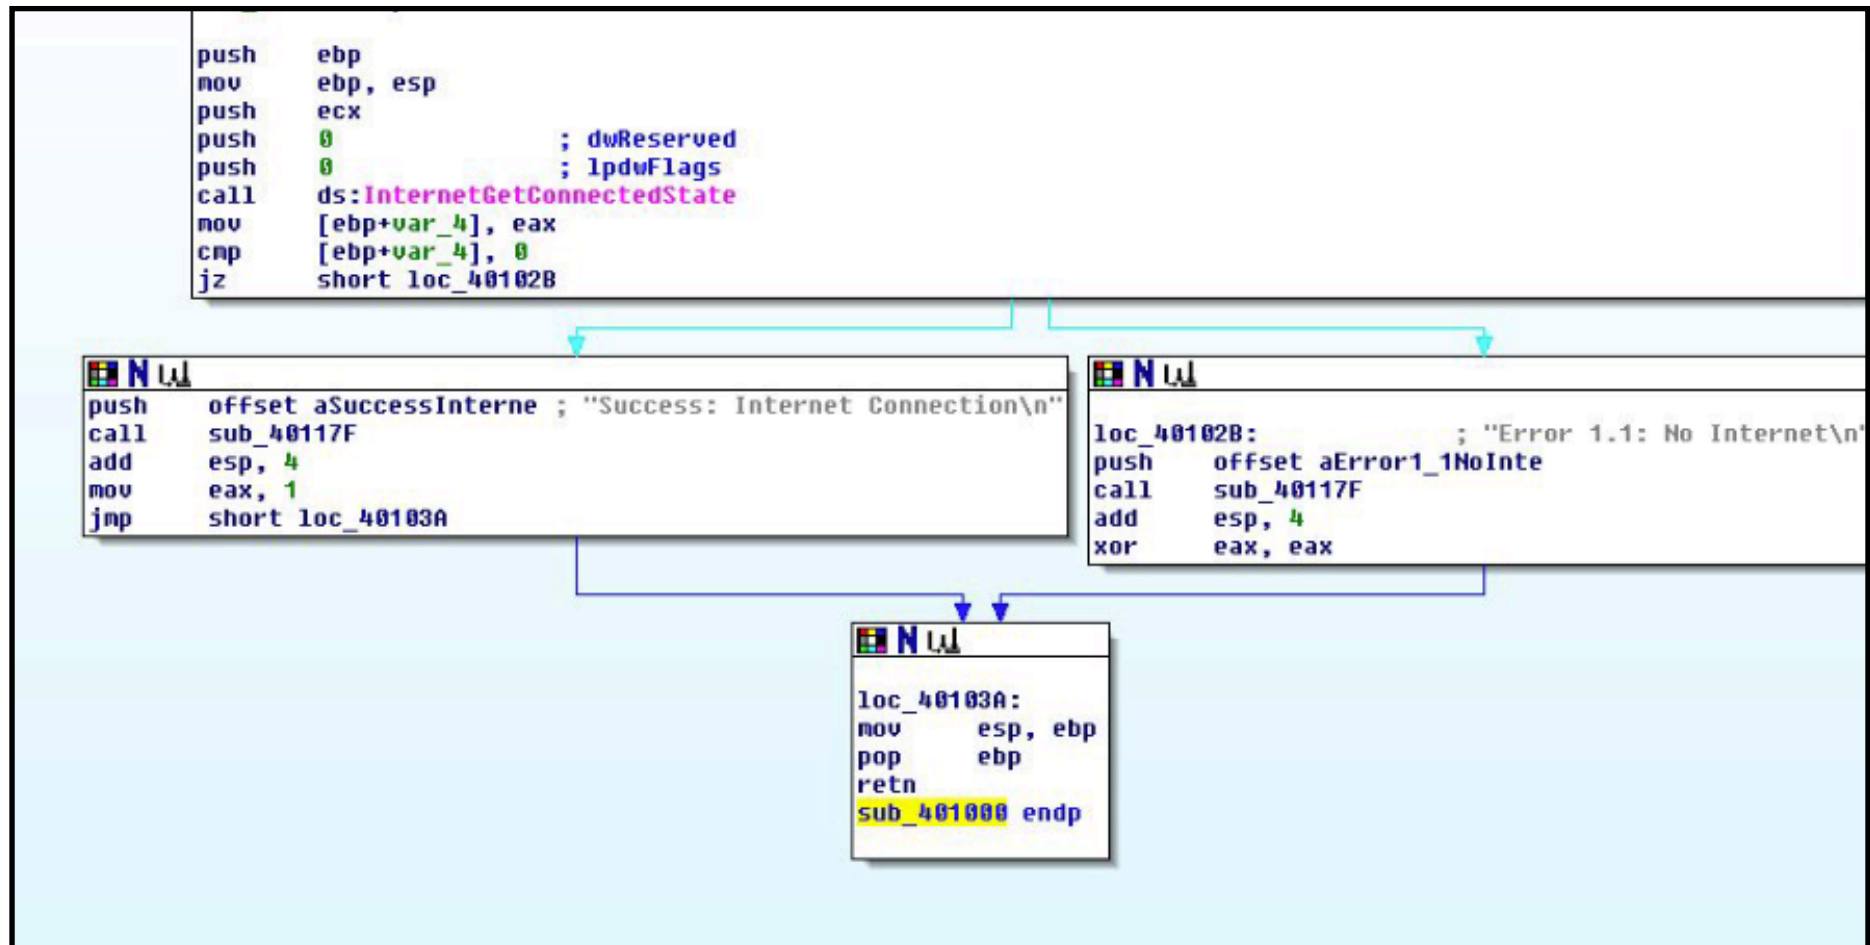 push ebp
mov ebp, esp
push ecx
push 0 ; dwReserved
push 0 ; lpdwFlags
call ds:InternetGetConnectedState
mov [ebp+var_4], eax
cmp [ebp+var_4], 0
jz short loc_40102B
push offset aSuccessInterne ; "Success: Internet Connection\n"
call sub_40117F
add esp, 4
mov eax, 1
jmp short loc_40103A
loc_40102B: ; "Error 1.1: No Internet\n"
push offset aError1_1NoInte
call sub_40117F
add esp, 4
xor eax, eax
loc_40103A:
mov esp, ebp
pop ebp
retn
sub_401000 endp